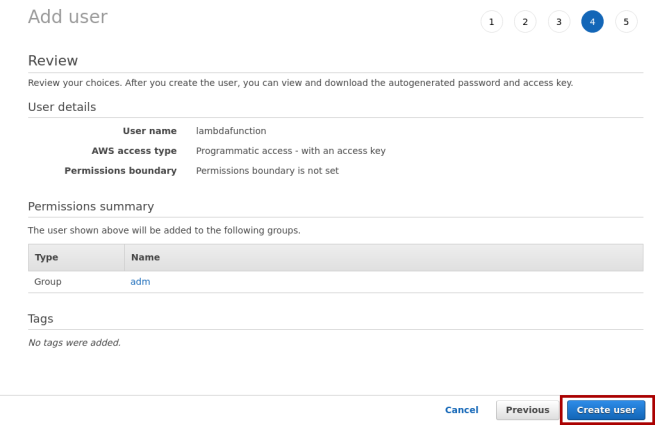 Add user
1 2 3 4 5
Review
Review your choices. After you create the user, you can view and download the autogenerated password and access key.
User details
User name lambdafunction
AWS access type Programmatic access - with an access key
Permissions boundary Permissions boundary is not set
Permissions summary
The user shown above will be added to the following groups.
Type Name
Group adm
Tags
No tags were added.
Cancel Previous Create user